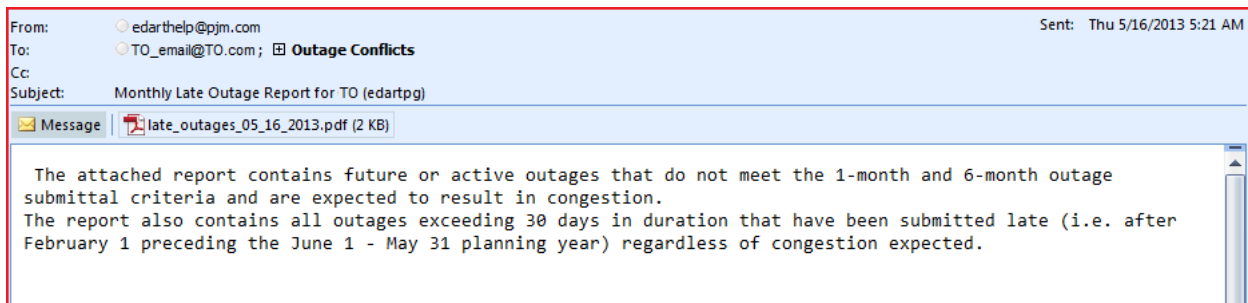 From: edarthelp@pjm.com Sent: Thu 5/16/2013 5:21 AM
To: TO_email@TO.com; Outage Conflicts
Cc:
Subject: Monthly Late Outage Report for TO (edartpg)
Message late_outages_05_16_2013.pdf (2 KB)
The attached report contains future or active outages that do not meet the 1-month and 6-month outage
submittal criteria and are expected to result in congestion.
The report also contains all outages exceeding 30 days in duration that have been submitted late (i.e. after
February 1 preceding the June 1 - May 31 planning year) regardless of congestion expected.